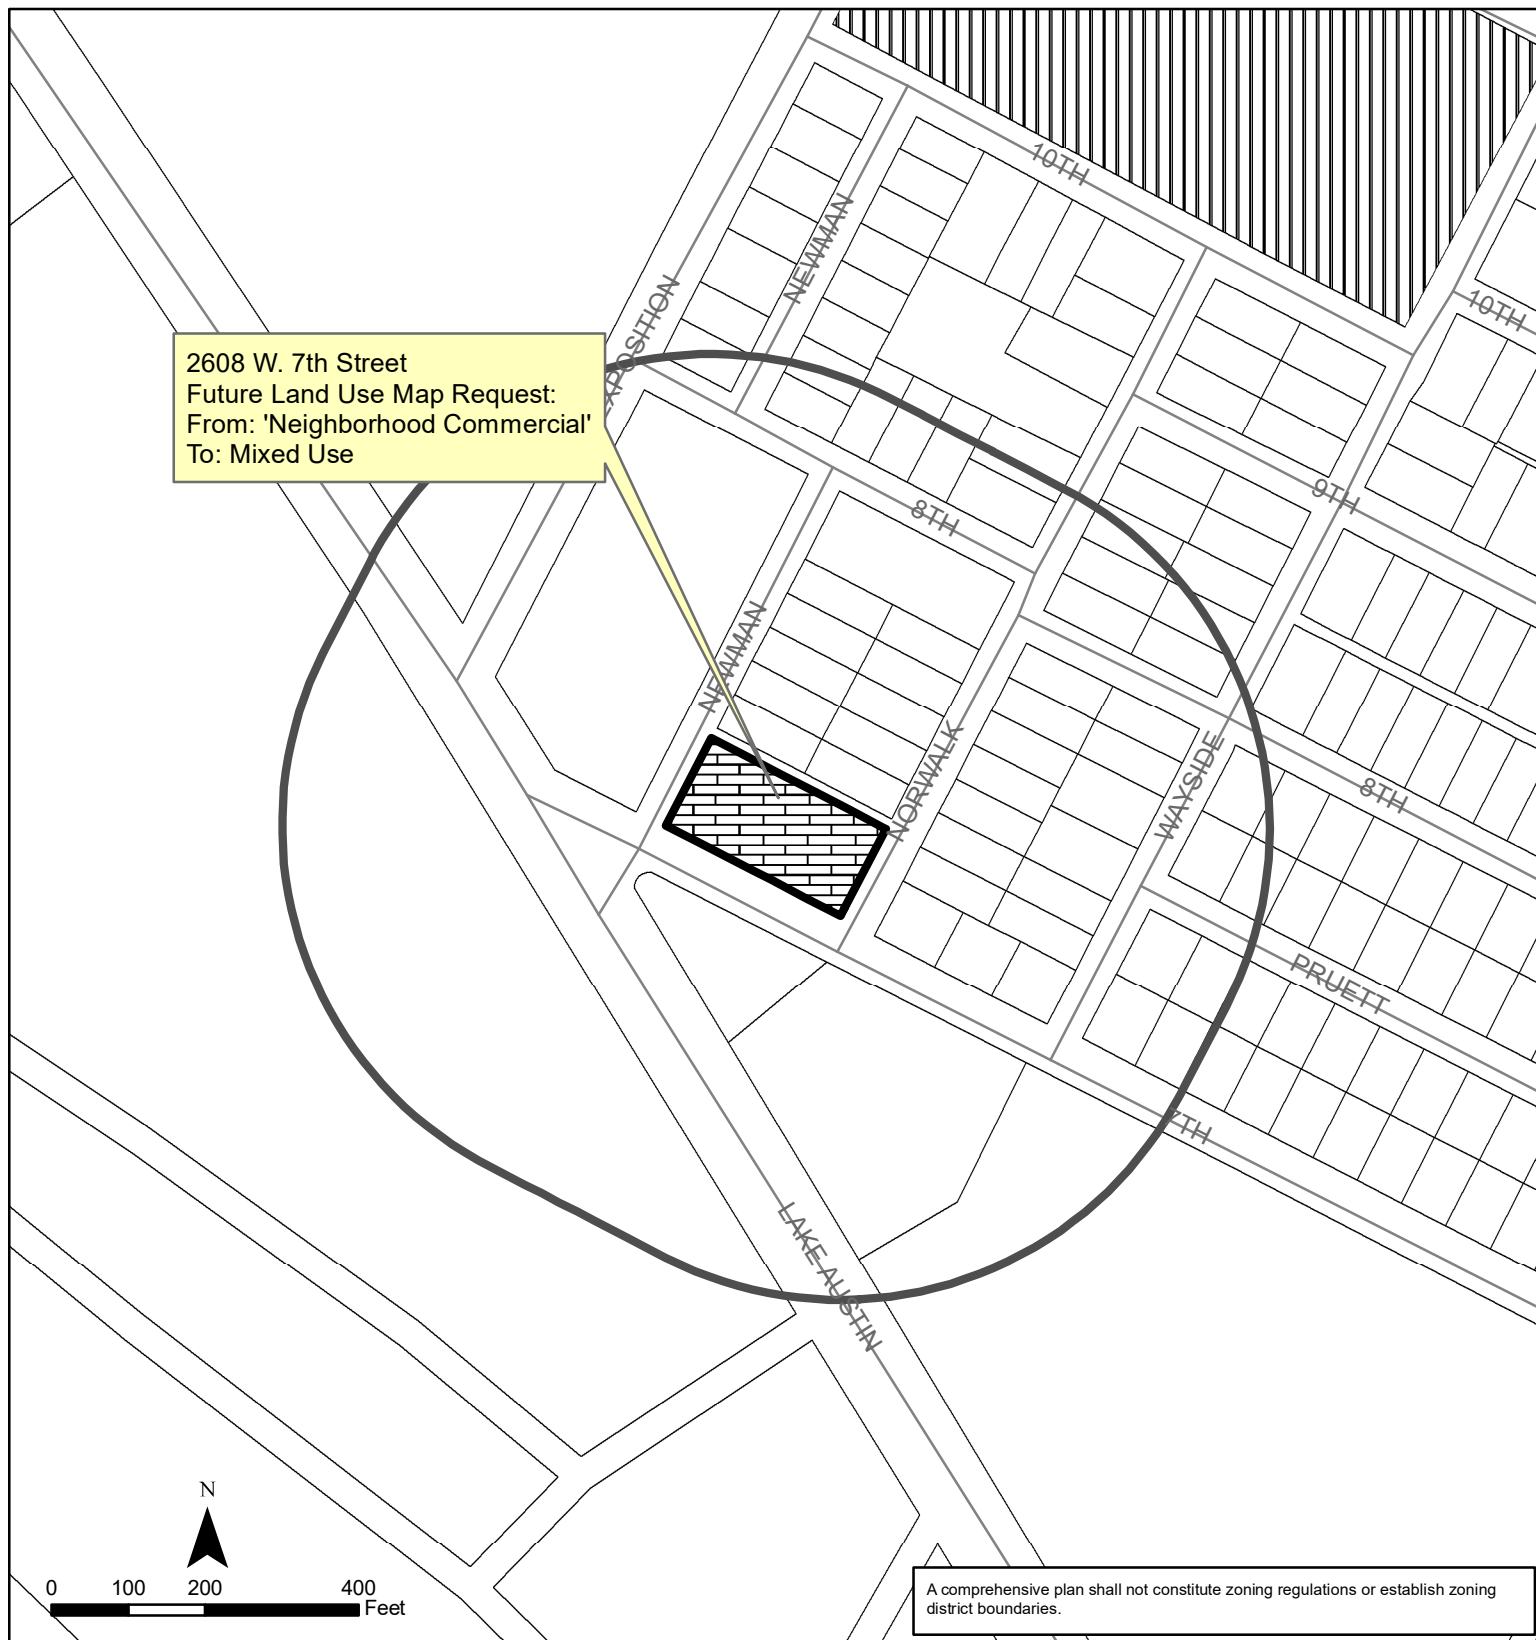 10TH
NEWMAN
EXPOSITION
10TH
2608 W. 7th Street
Future Land Use Map Request:
From: 'Neighborhood Commercial'
To: Mixed Use
9TH
8TH
NEWMAN
NORWALK
WAYSIDE
8TH
PRUETT
7TH
LAKE AUSTIN
N
0 100 200 400
Feet
A comprehensive plan shall not constitute zoning regulations or establish zoning
district boundaries.